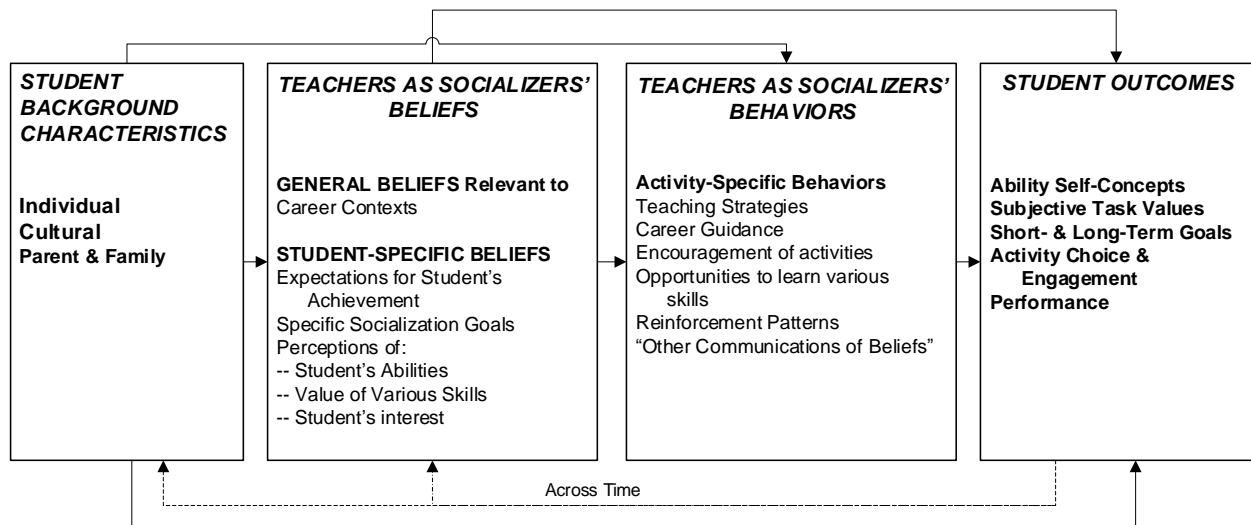 STUDENT
BACKGROUND
CHARACTERISTICS
Individual
Cultural
Parent & Family
TEACHERS AS SOCIALIZERS’
BELIEFS
GENERAL BELIEFS Relevant to
Career Contexts
STUDENT-SPECIFIC BELIEFS
Expectations for Student’s
Achievement
Specific Socialization Goals
Perceptions of:
-- Student’s Abilities
-- Value of Various Skills
-- Student’s interest
TEACHERS AS SOCIALIZERS’
BEHAVIORS
Activity-Specific Behaviors
Teaching Strategies
Career Guidance
Encouragement of activities
Opportunities to learn various
skills
Reinforcement Patterns
“Other Communications of Beliefs”
STUDENT OUTCOMES
Ability Self-Concepts
Subjective Task Values
Short- & Long-Term Goals
Activity Choice &
Engagement
Performance
Across Time